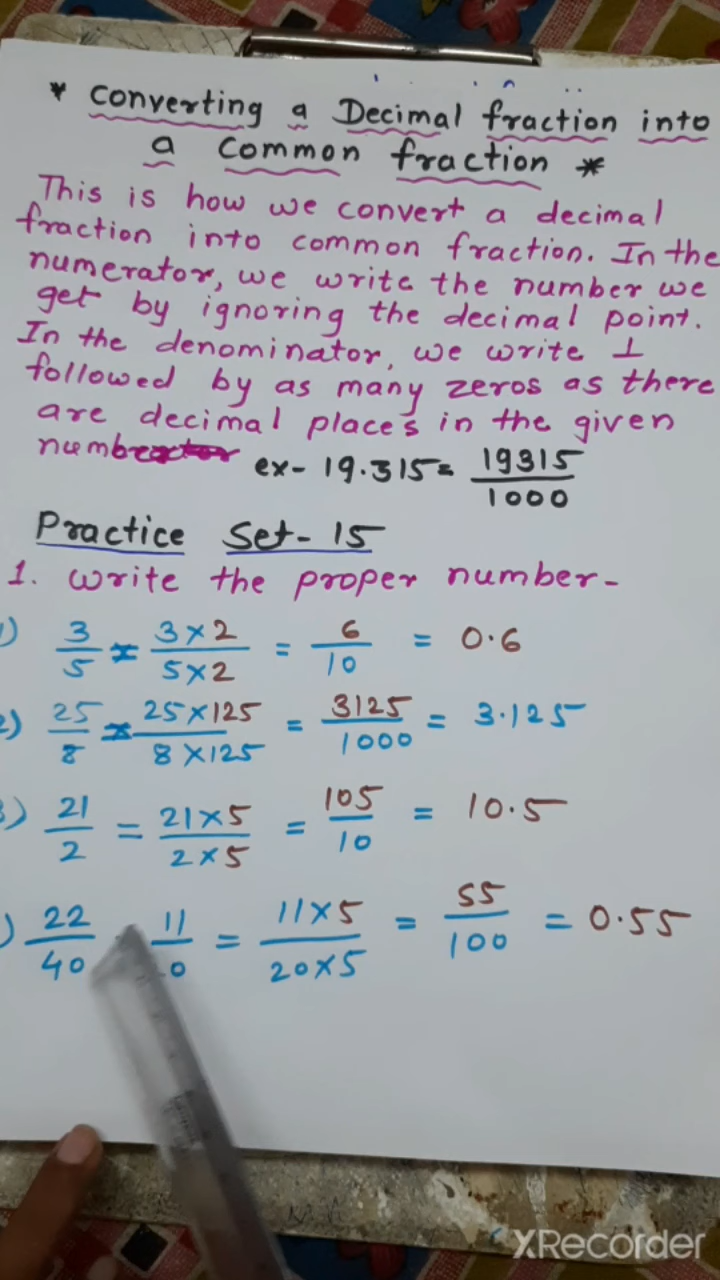 * Converting a Decimal fraction into
a Common fraction *
This is how we convert a decimal
fraction into common fraction. In the
numerator, we write the number we
get by ignoring the decimal point.
In the denominator, we write 1
followed by as many zeros as there
are decimal places in the given
ex- 19.315 = 19315/1000
Practice Set- 15
1. Write the proper number-
) 3/5 = 3×2/5×2 = 6/10 = 0.6
2) 25/8 = 25×125/8×125 = 3125/1000 = 3.125
3) 21/2 = 21×5/2×5 = 105/10 = 10.5
) 22/40 11/0 = 11×5/20×5 = 55/100 = 0.55
XRecorder